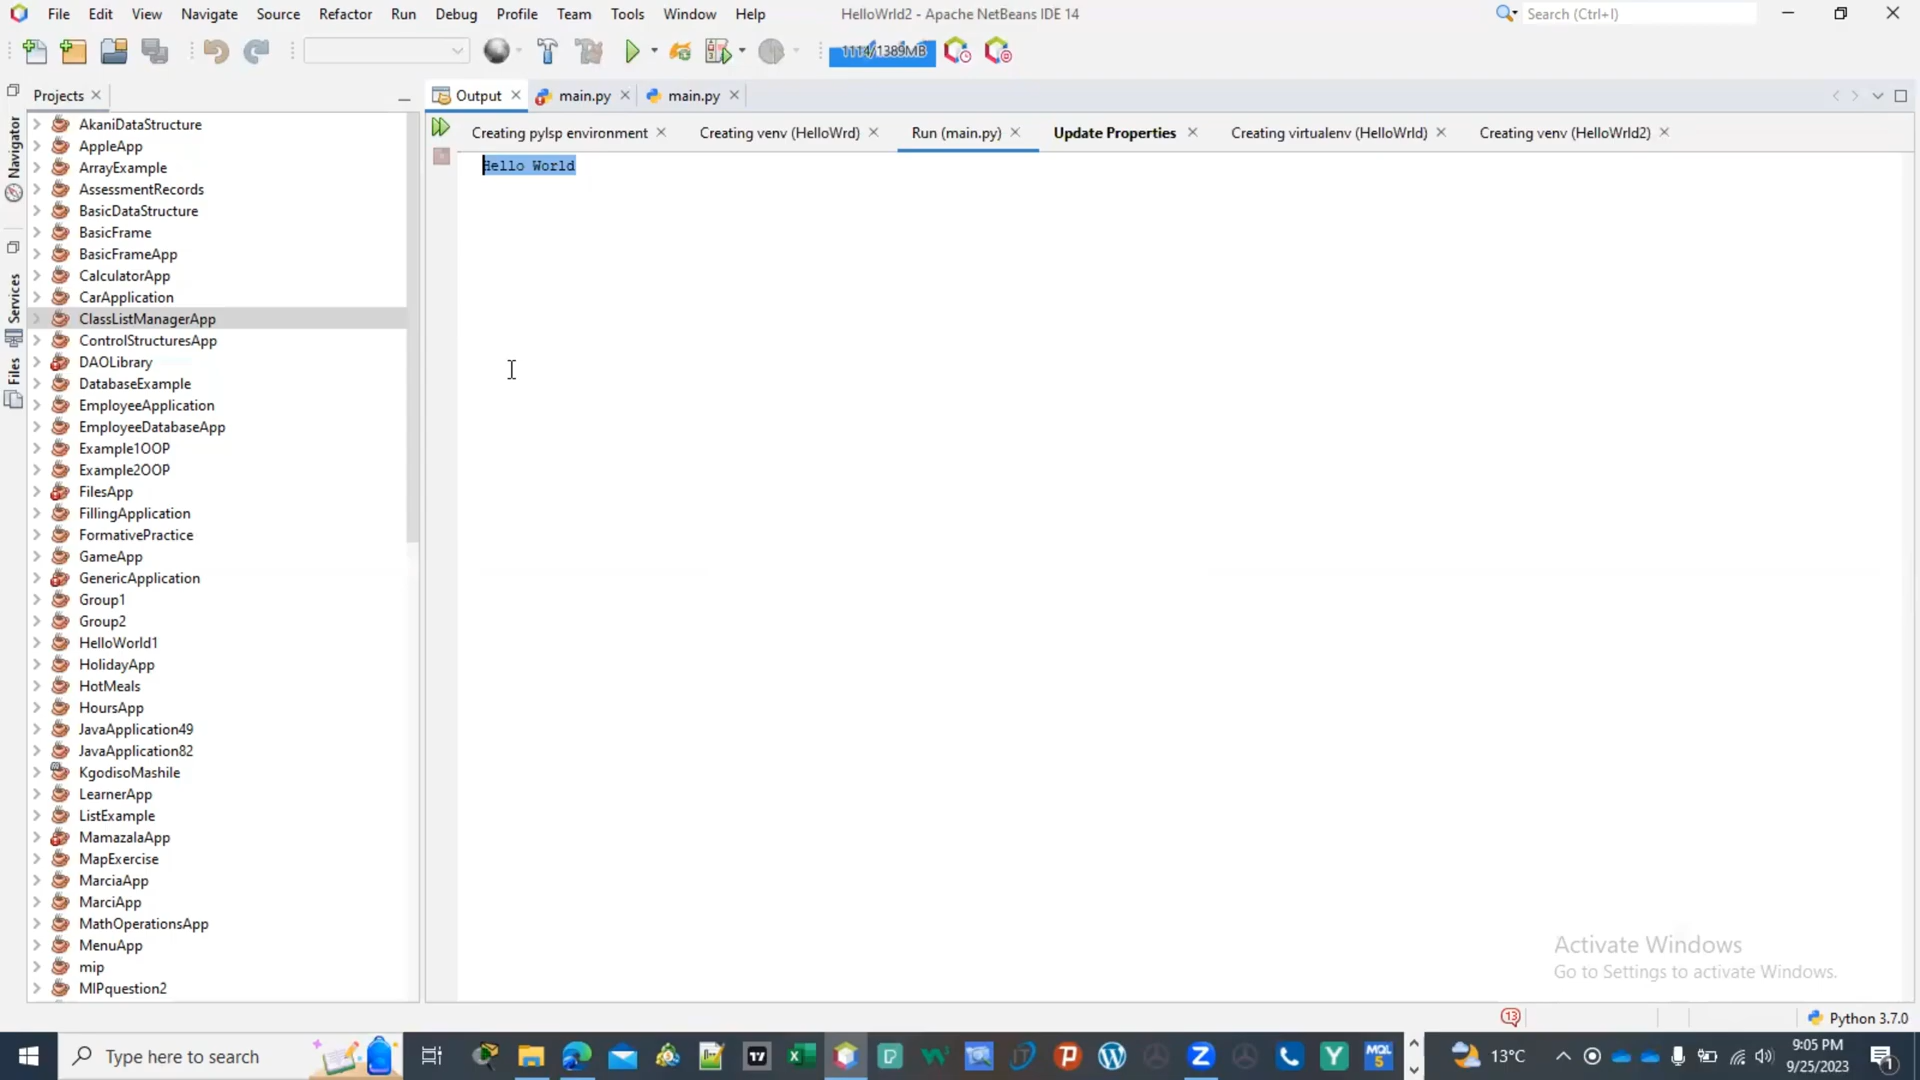 File Edit View Navigate Source Refactor Run Debug Profile Team Tools Window Help HelloWrld2 - Apache NetBeans IDE 14 Search (Ctrl+I)
1114/1389MB
Projects Output main.py main.py
Creating pylsp environment Creating venv (HelloWrd) Run (main.py) Update Properties Creating virtualenv (HelloWrld) Creating venv (HelloWrld2)
Hello World
Navigator
Services
Files
AkaniDataStructure
AppleApp
ArrayExample
AssessmentRecords
BasicDataStructure
BasicFrame
BasicFrameApp
CalculatorApp
CarApplication
ClassListManagerApp
ControlStructuresApp
DAOLibrary
DatabaseExample
EmployeeApplication
EmployeeDatabaseApp
Example1OOP
Example2OOP
FilesApp
FillingApplication
FormativePractice
GameApp
GenericApplication
Group1
Group2
HelloWorld1
HolidayApp
HotMeals
HoursApp
JavaApplication49
JavaApplication82
KgodisoMashile
LearnerApp
ListExample
MamazalaApp
MapExercise
MarciaApp
MarciApp
MathOperationsApp
MenuApp
mip
MIPquestion2
Activate Windows
Go to Settings to activate Windows.
13 Python 3.7.0
Type here to search 13°C 9:05 PM
9/25/2023